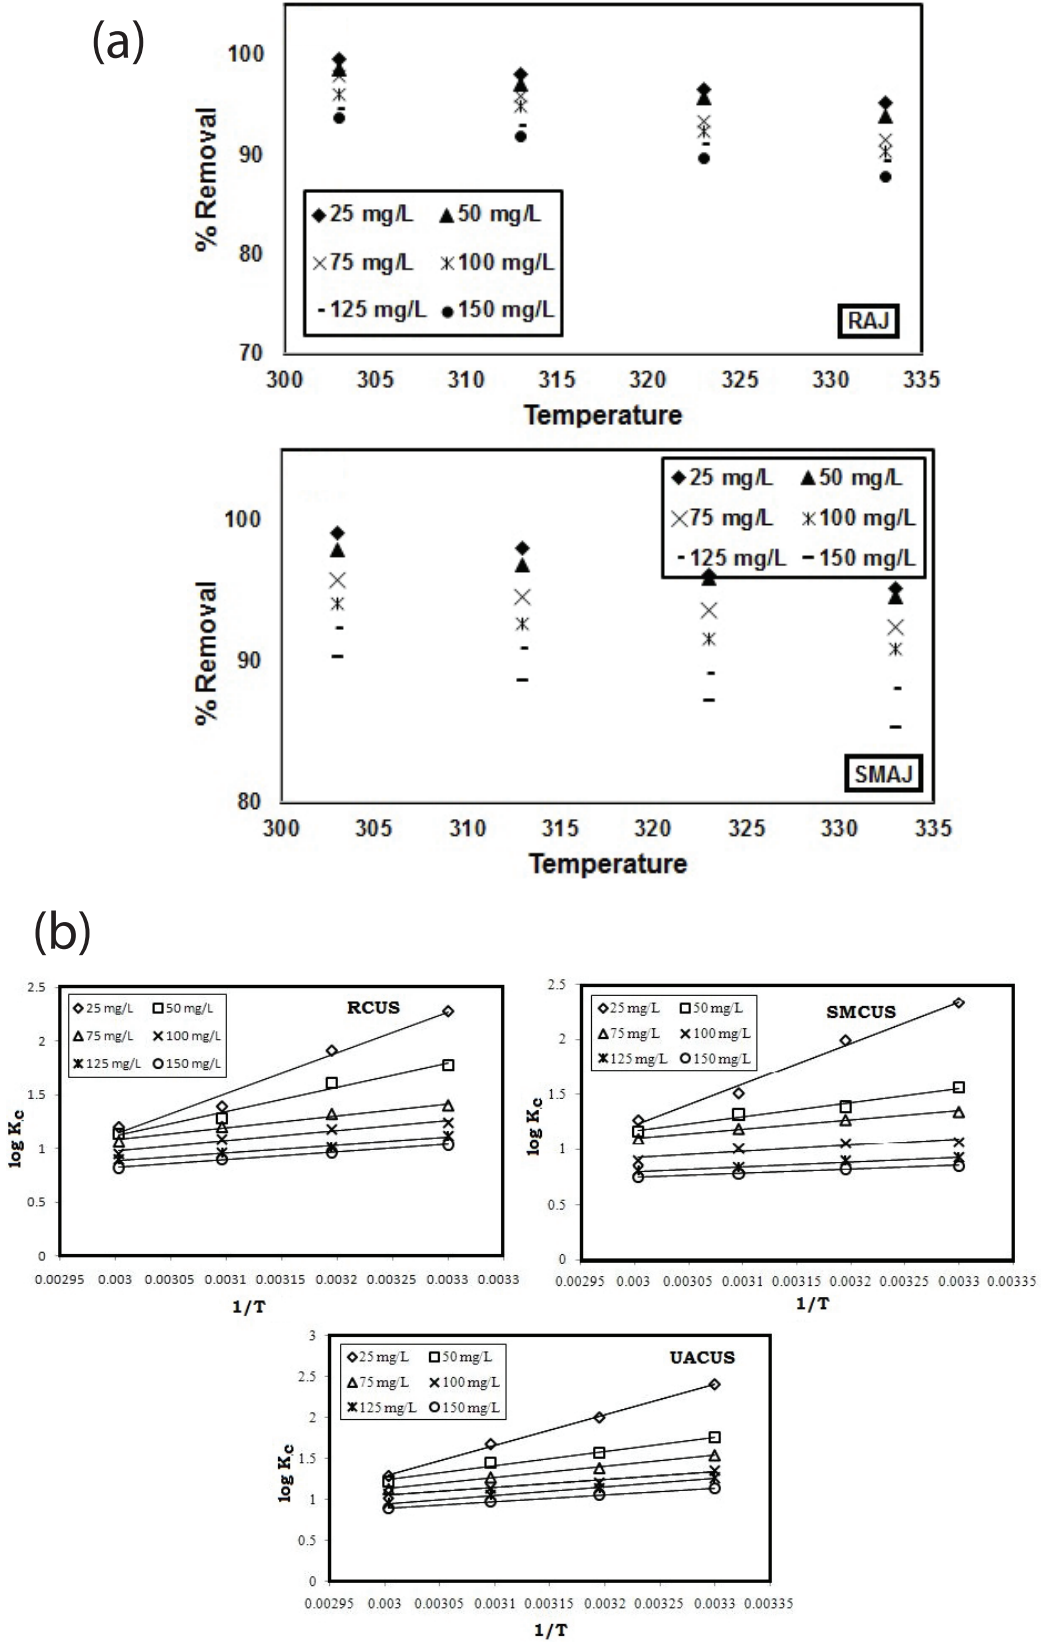 (a)
100
90
80
70
% Removal
25 mg/L 50 mg/L
75 mg/L 100 mg/L
125 mg/L 150 mg/L
RAJ
300 305 310 315 320 325 330 335
Temperature
100
90
80
% Removal
25 mg/L 50 mg/L
75 mg/L 100 mg/L
125 mg/L 150 mg/L
SMAJ
300 305 310 315 320 325 330 335
Temperature
(b)
2.5
2
1.5
1
0.5
0
log Kc
25 mg/L 50 mg/L
75 mg/L 100 mg/L
125 mg/L 150 mg/L
RCUS
0.00295 0.003 0.00305 0.0031 0.00315 0.0032 0.00325 0.0033 0.0033
1/T
2.5
2
1.5
1
0.5
0
log Kc
25 mg/L 50 mg/L
75 mg/L 100 mg/L
125 mg/L 150 mg/L
SMCUS
0.00295 0.003 0.00305 0.0031 0.00315 0.0032 0.00325 0.0033 0.00335
1/T
3
2.5
2
1.5
1
0.5
0
log Kc
25 mg/L 50 mg/L
75 mg/L 100 mg/L
125 mg/L 150 mg/L
UACUS
0.00295 0.003 0.00305 0.0031 0.00315 0.0032 0.00325 0.0033 0.00335
1/T